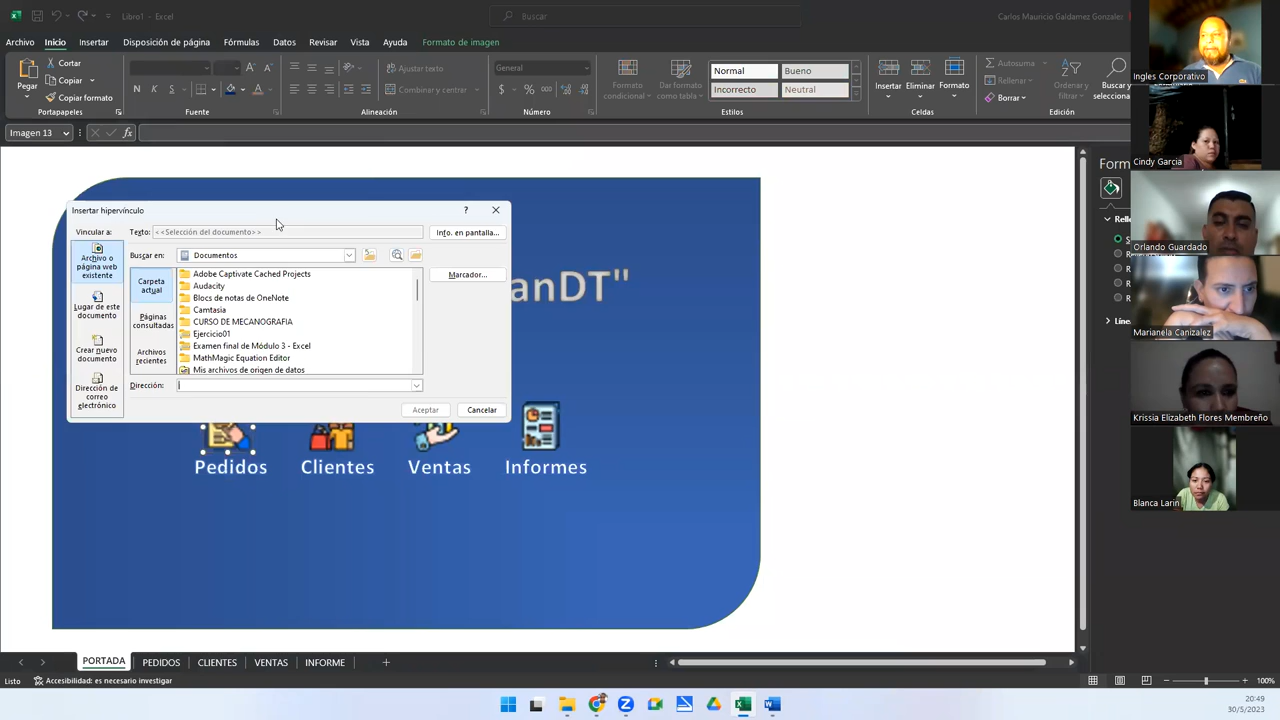 Libro1 - Excel
Buscar
Carlos Mauricio Galdamez Gonzalez
Archivo Inicio Insertar Disposición de página Fórmulas Datos Revisar Vista Ayuda Formato de imagen
Pegar
Cortar
Copiar
Copiar formato
Portapapeles
N K S
Fuente
Ajustar texto
Combinar y centrar
Alineación
General
$ % 000
Número
Formato condicional
Dar formato como tabla
Normal Bueno
Incorrecto Neutral
Estilos
Insertar Eliminar Formato
Celdas
Autosuma
Rellenar
Borrar
Ordenar y filtrar
Buscar y
selecciona
Edición
Imagen 13
fx
Insertar hipervínculo
?
Vincular a:
Texto: <<Selección del documento>>
Info. en pantalla...
Archivo o página web existente
Buscar en: Documentos
Marcador...
Lugar de este documento
Crear nuevo documento
Dirección de correo electrónico
Carpeta actual
Páginas consultadas
Archivos recientes
Adobe Captivate Cached Projects
Audacity
Blocs de notas de OneNote
Camtasia
CURSO DE MECANOGRAFIA
Ejercicio01
Examen final de Módulo 3 - Excel
MathMagic Equation Editor
Mis archivos de origen de datos
Dirección:
Aceptar Cancelar
anDT"
Pedidos Clientes Ventas Informes
Form
Relle
S
R
R
R
Líne
Ingles Corporativo
Cindy Garcia
Orlando Guardado
Marianela Canizalez
Krissia Elizabeth Flores Membreño
Blanca Larin
PORTADA PEDIDOS CLIENTES VENTAS INFORME
Listo
Accesibilidad: es necesario investigar
100%
20:49
30/5/2023